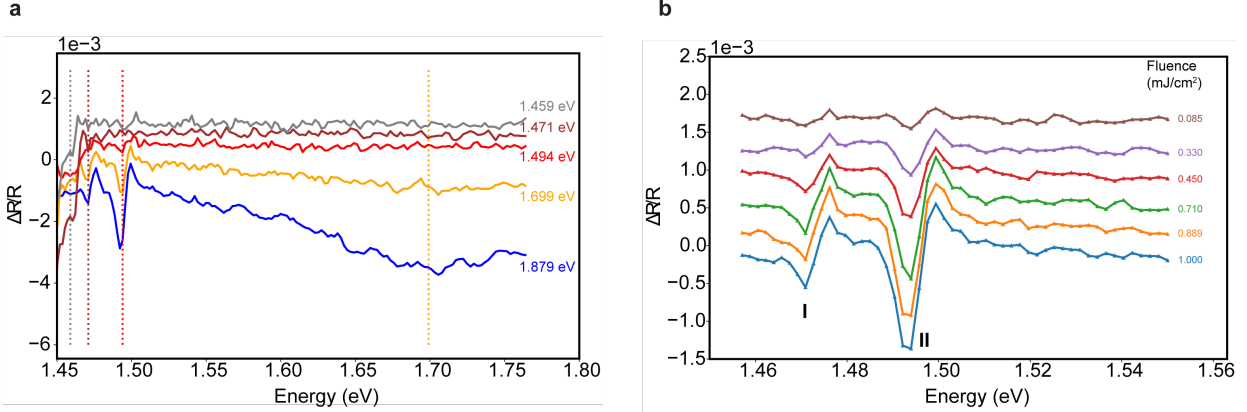 a
1e−3
2
0
−2
−4
−6
ΔR/R
1.459 eV
1.471 eV
1.494 eV
1.699 eV
1.879 eV
1.45
1.50
1.55
1.60
1.65
1.70
1.75
1.80
Energy (eV)
b
1e−3
2.5
2.0
1.5
1.0
0.5
0.0
−0.5
−1.0
−1.5
ΔR/R
Fluence
(mJ/cm²)
0.085
0.330
0.450
0.710
0.889
1.000
I
II
1.46
1.48
1.50
1.52
1.54
1.56
Energy (eV)